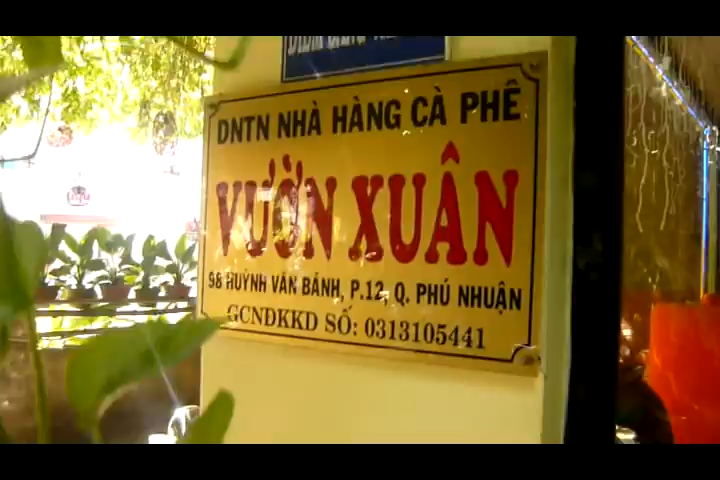 DNTN NHÀ HÀNG CÀ PHÊ
VƯỜN XUÂN
98 HUỲNH VĂN BÁNH, P.12, Q. PHÚ NHUẬN
GCNĐKKD SỐ: 0313105441